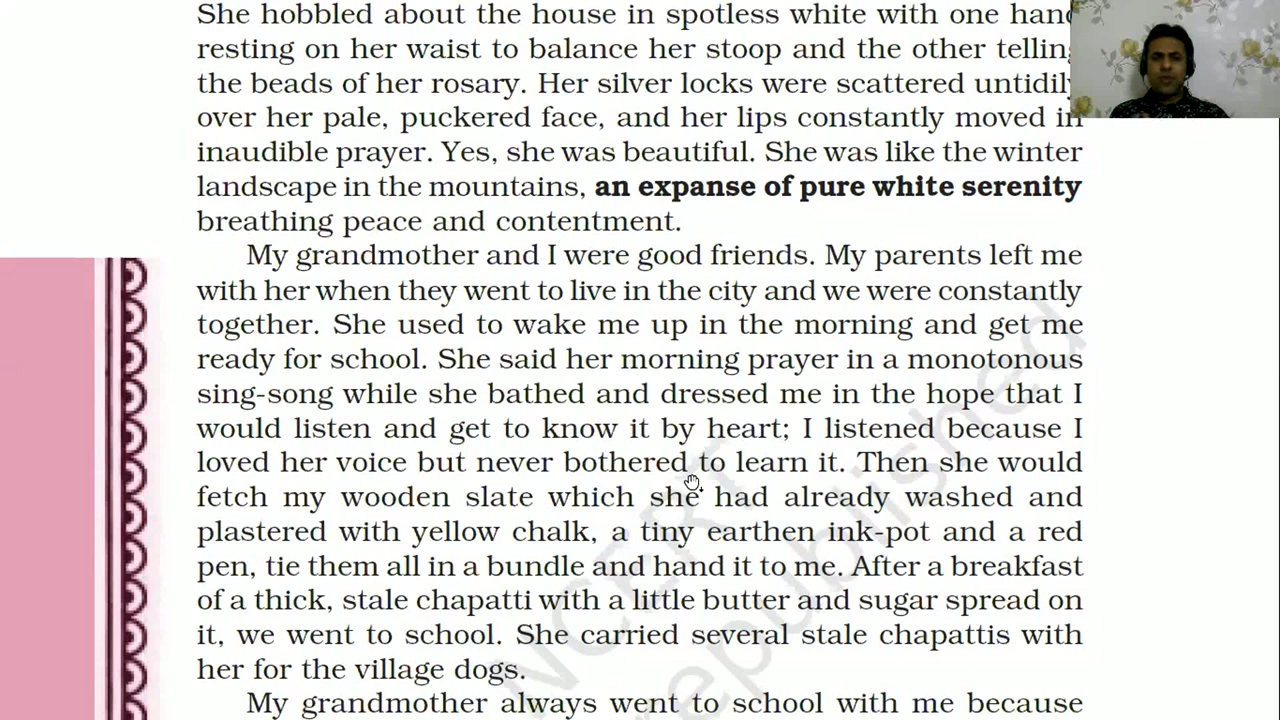 She hobbled about the house in spotless white with one hand
resting on her waist to balance her stoop and the other telling
the beads of her rosary. Her silver locks were scattered untidily
over her pale, puckered face, and her lips constantly moved in
inaudible prayer. Yes, she was beautiful. She was like the winter
landscape in the mountains, an expanse of pure white serenity
breathing peace and contentment.
My grandmother and I were good friends. My parents left me
with her when they went to live in the city and we were constantly
together. She used to wake me up in the morning and get me
ready for school. She said her morning prayer in a monotonous
sing-song while she bathed and dressed me in the hope that I
would listen and get to know it by heart; I listened because I
loved her voice but never bothered to learn it. Then she would
fetch my wooden slate which she had already washed and
plastered with yellow chalk, a tiny earthen ink-pot and a red
pen, tie them all in a bundle and hand it to me. After a breakfast
of a thick, stale chapatti with a little butter and sugar spread on
it, we went to school. She carried several stale chapattis with
her for the village dogs.
My grandmother always went to school with me because
NCERT
republished